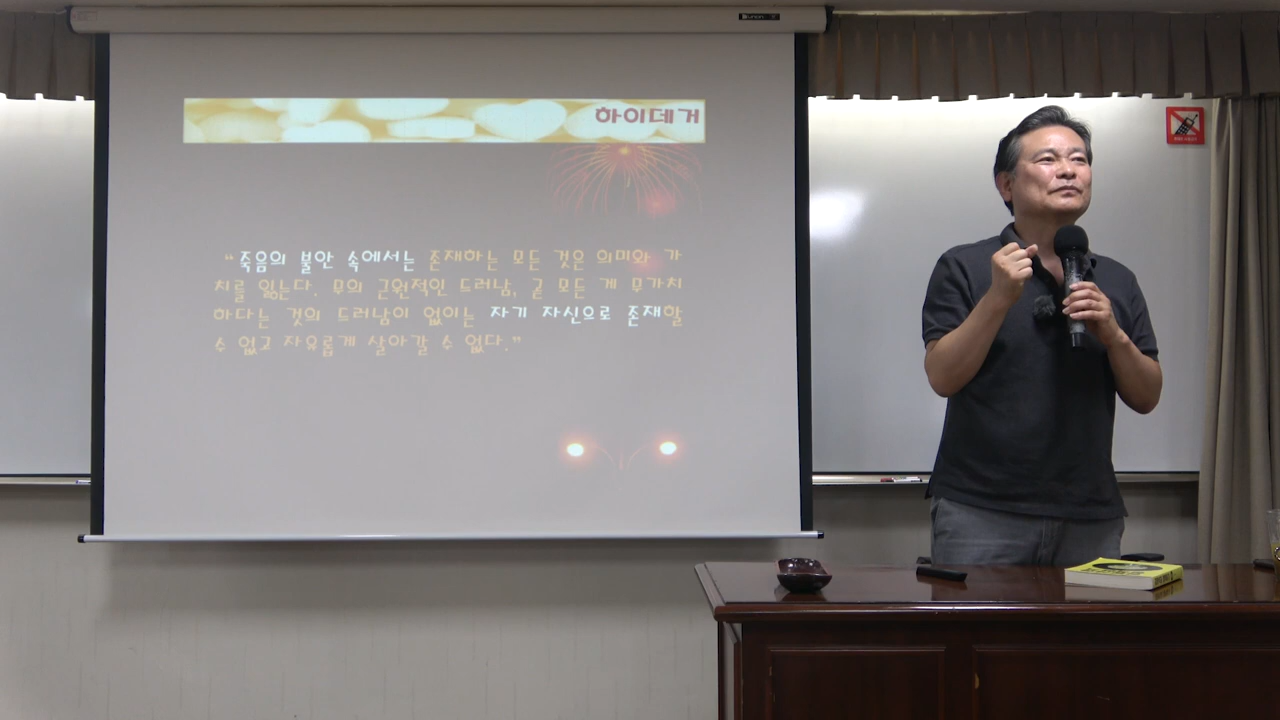 하이데거
“죽음의 불안 속에서는 존재하는 모든 것은 의미와 가
치를 잃는다. 무의 근원적인 드러남, 곧 모든 게 무가치
하다는 것의 드러남이 없이는 자기 자신으로 존재할
수 없고 자유롭게 살아갈 수 없다.”